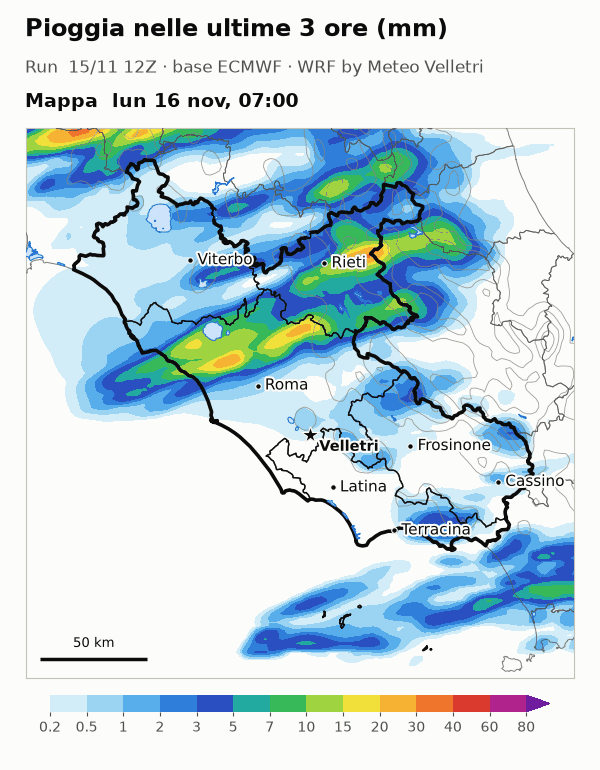 Pioggia nelle ultime 3 ore (mm)
Run  15/11 12Z · base ECMWF · WRF by Meteo Velletri
Mappa  lun 16 nov, 07:00
Viterbo
Rieti
Roma
Velletri
Frosinone
Cassino
Latina
Terracina
50 km
0.2 0.5 1 2 3 5 7 10 15 20 30 40 60 80